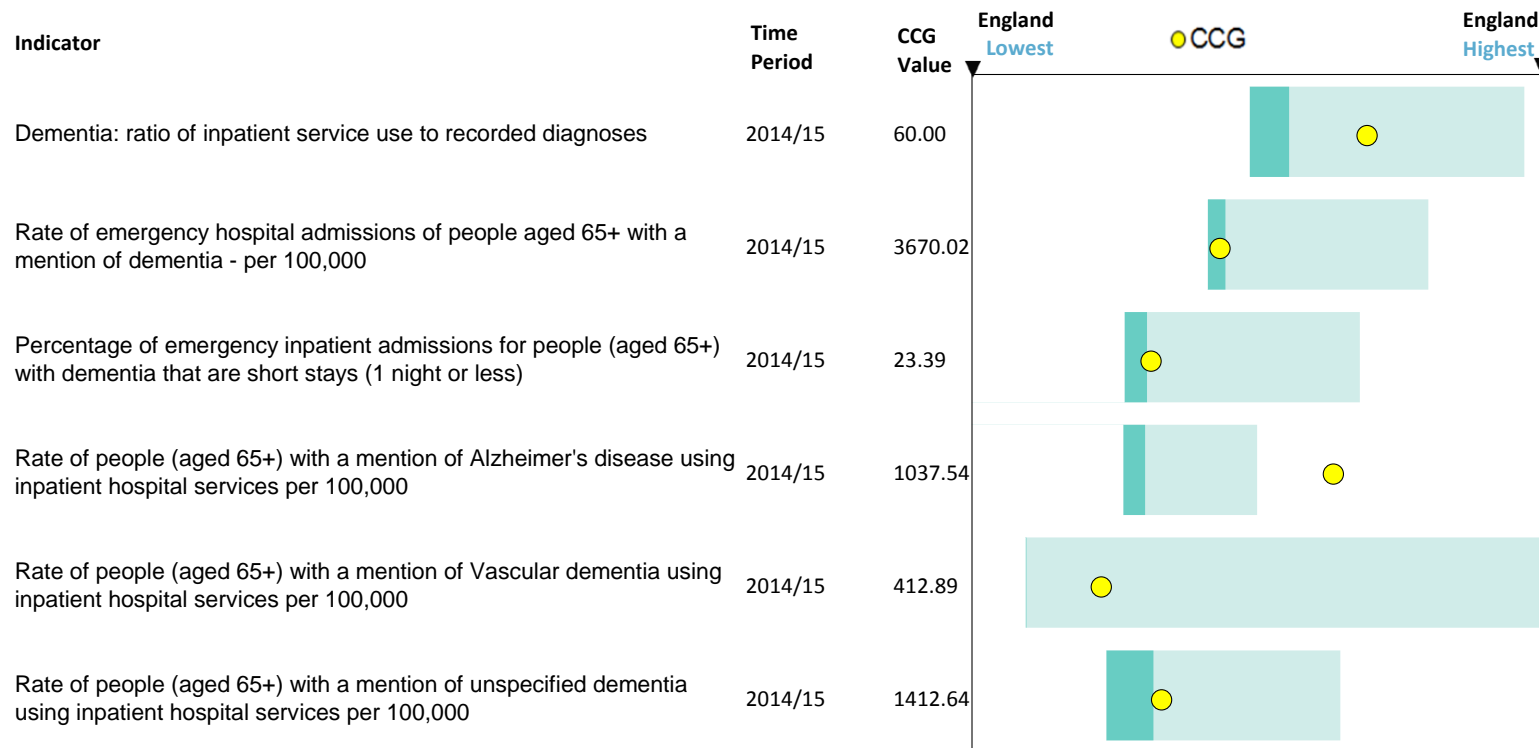 Indicator
Time
Period
CCG
Value
England
Lowest
CCG
England
Highest
Dementia: ratio of inpatient service use to recorded diagnoses 2014/15 60.00
Rate of emergency hospital admissions of people aged 65+ with a
mention of dementia - per 100,000
2014/15 3670.02
Percentage of emergency inpatient admissions for people (aged 65+)
with dementia that are short stays (1 night or less)
2014/15 23.39
Rate of people (aged 65+) with a mention of Alzheimer's disease using
inpatient hospital services per 100,000
2014/15 1037.54
Rate of people (aged 65+) with a mention of Vascular dementia using
inpatient hospital services per 100,000
2014/15 412.89
Rate of people (aged 65+) with a mention of unspecified dementia
using inpatient hospital services per 100,000
2014/15 1412.64